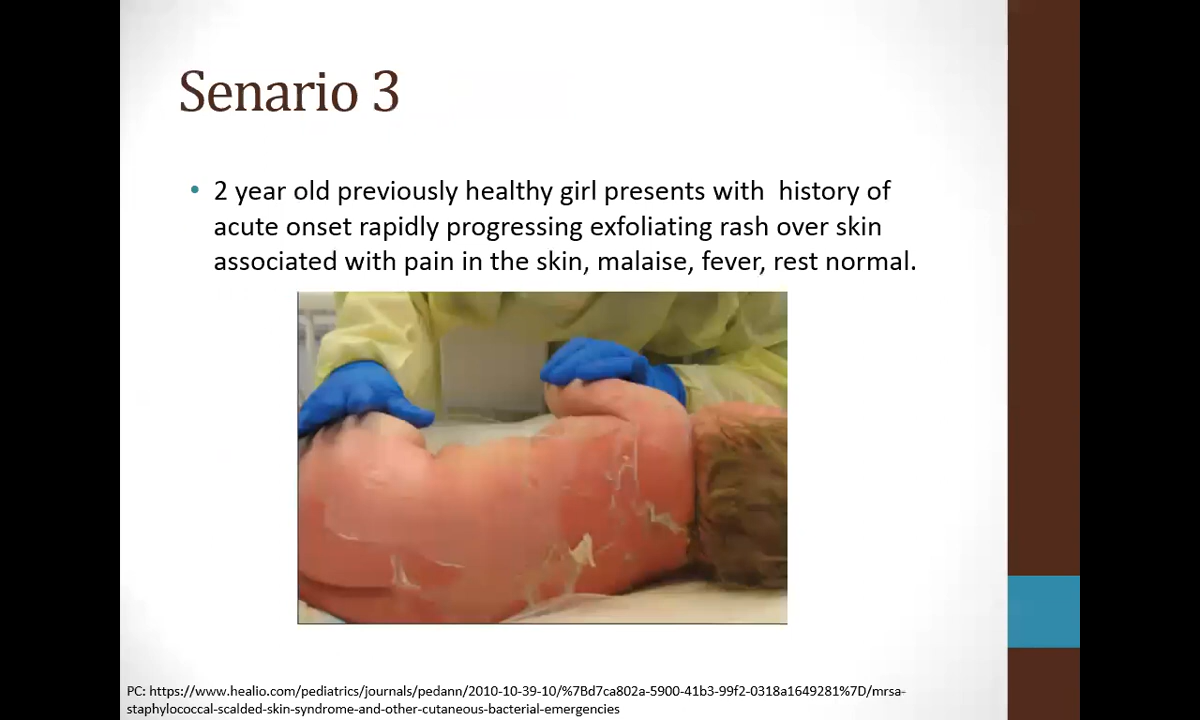 Senario 3
• 2 year old previously healthy girl presents with  history of
acute onset rapidly progressing exfoliating rash over skin
associated with pain in the skin, malaise, fever, rest normal.
PC: https://www.healio.com/pediatrics/journals/pedann/2010-10-39-10/%7Bd7ca802a-5900-41b3-99f2-0318a1649281%7D/mrsa-
staphylococcal-scalded-skin-syndrome-and-other-cutaneous-bacterial-emergencies